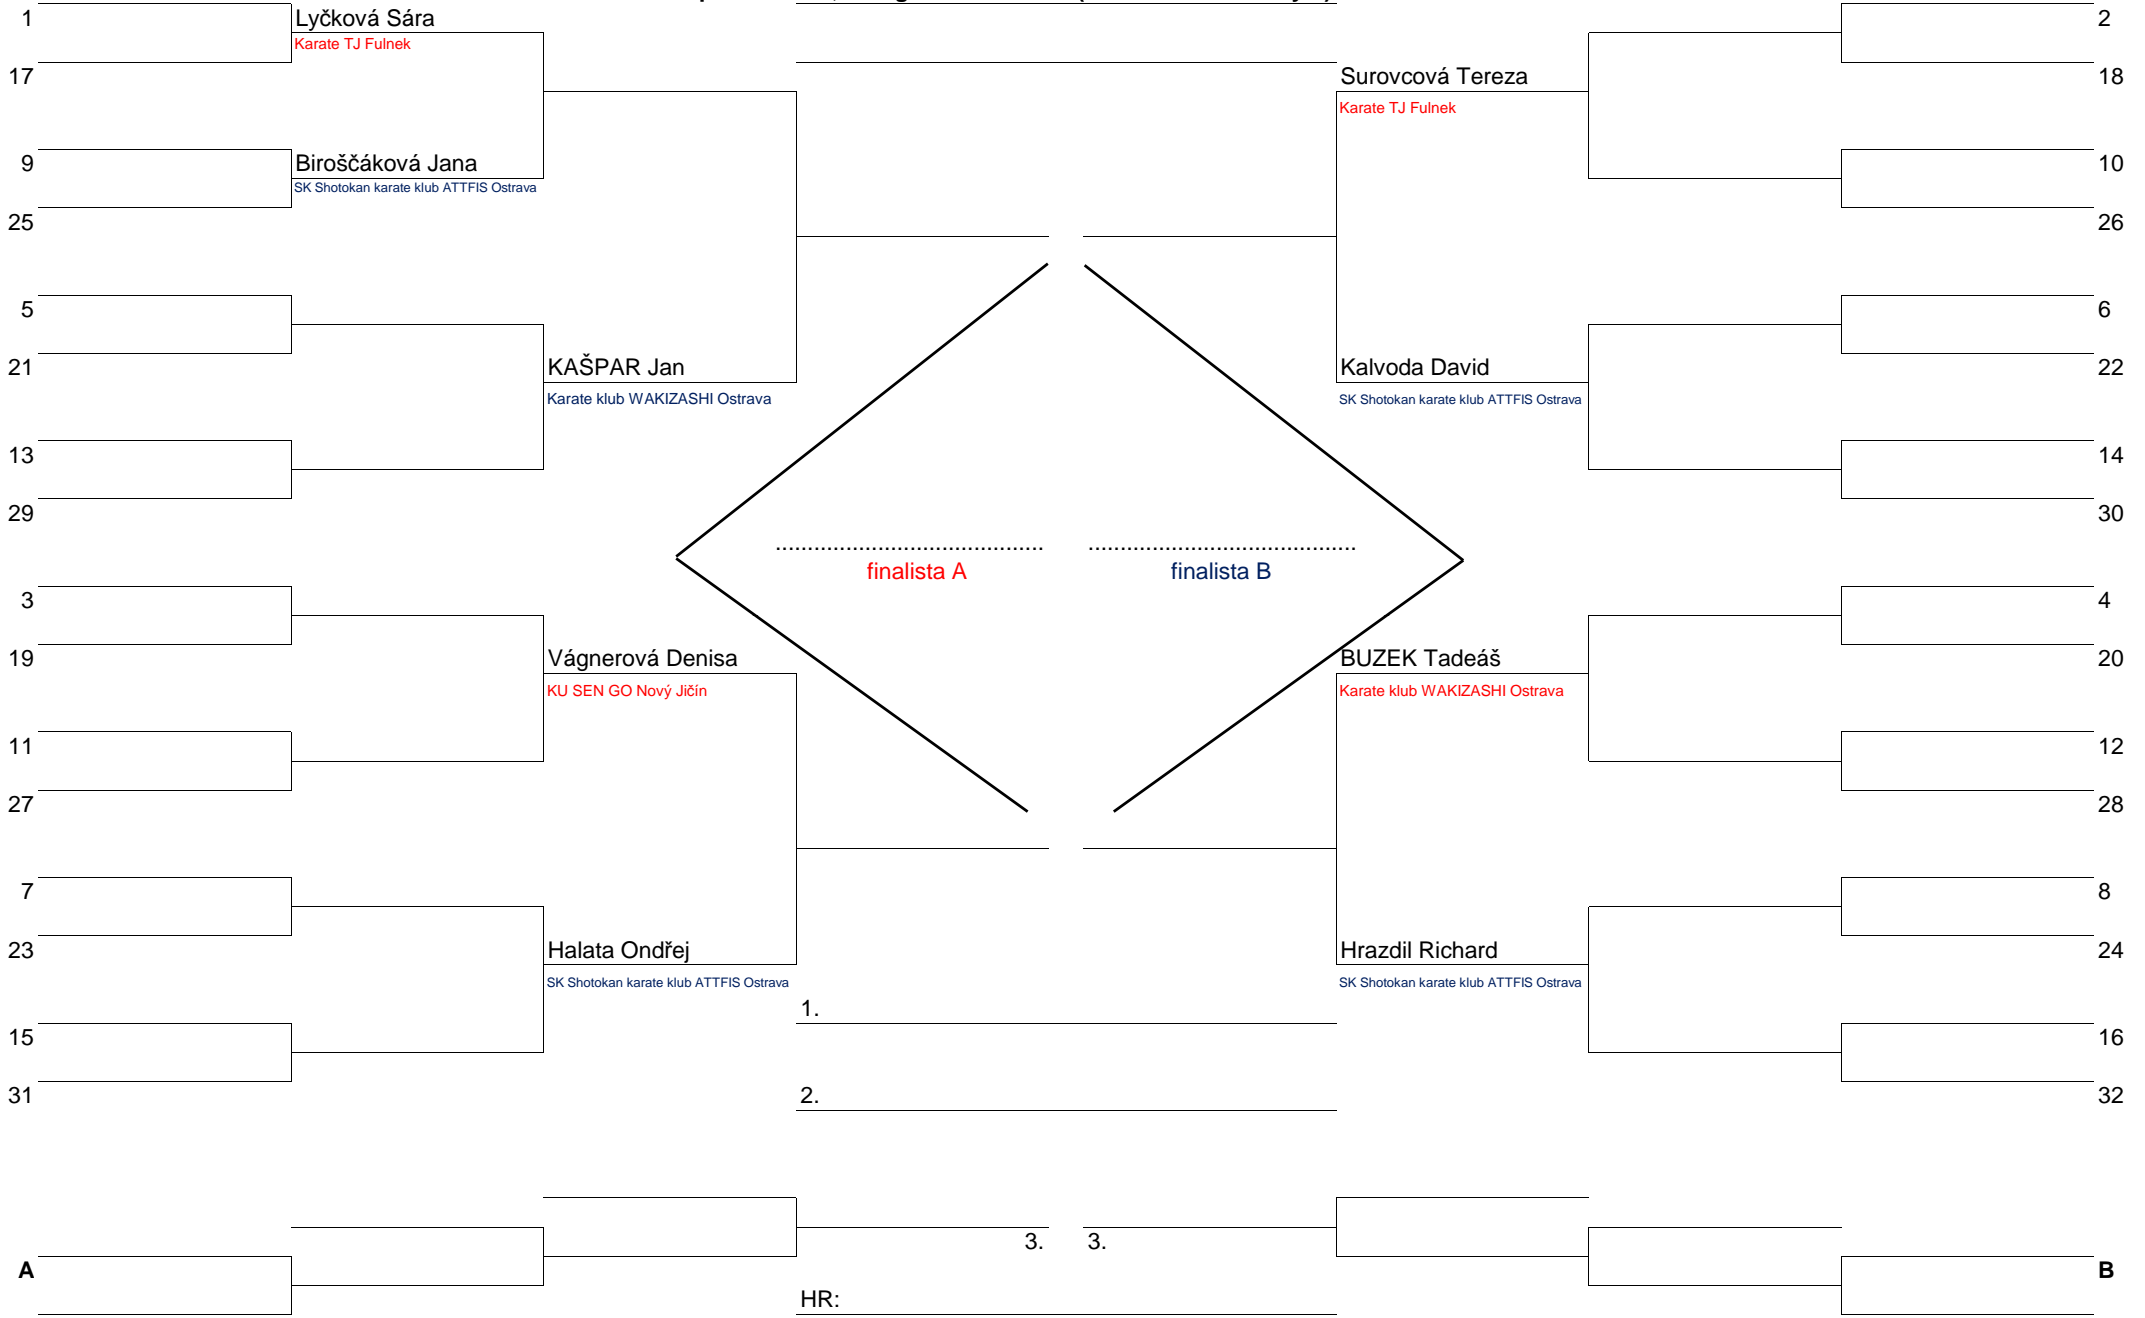 1
Lyčková Sára
2
Karate TJ Fulnek
17
Surovcová Tereza
18
Karate TJ Fulnek
9
Biroščáková Jana
10
SK Shotokan karate klub ATTFIS Ostrava
25
26
5
6
21
KAŠPAR Jan
Kalvoda David
22
Karate klub WAKIZASHI Ostrava
SK Shotokan karate klub ATTFIS Ostrava
13
14
29
30
..........................................
..........................................
finalista A
finalista B
3
4
19
Vágnerová Denisa
BUZEK Tadeáš
20
KU SEN GO Nový Jičín
Karate klub WAKIZASHI Ostrava
11
12
27
28
7
8
23
Halata Ondřej
Hrazdil Richard
24
SK Shotokan karate klub ATTFIS Ostrava
SK Shotokan karate klub ATTFIS Ostrava
1.
15
16
31
2.
32
3.
3.
A
B
HR: